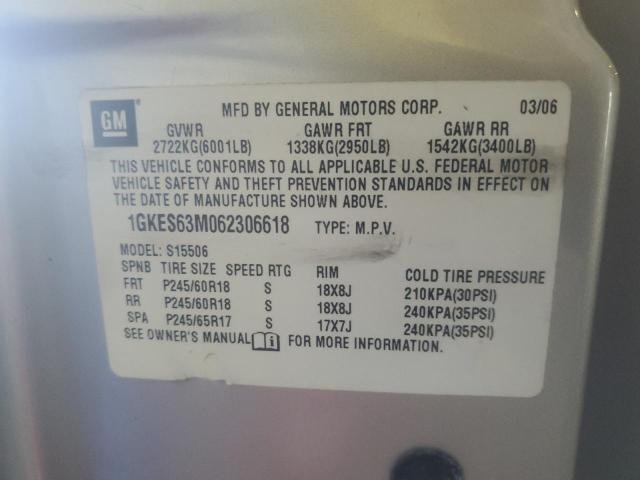 GM® MFD BY GENERAL MOTORS CORP. 03/06
GVWR GAWR FRT GAWR RR
2722KG(6001LB) 1338KG(2950LB) 1542KG(3400LB)
THIS VEHICLE CONFORMS TO ALL APPLICABLE U.S. FEDERAL MOTOR
VEHICLE SAFETY AND THEFT PREVENTION STANDARDS IN EFFECT ON
THE DATE OF MANUFACTURE SHOWN ABOVE.
1GKES63M062306618 TYPE: M.P.V.
MODEL: S15506
SPNB TIRE SIZE SPEED RTG RIM COLD TIRE PRESSURE
FRT P245/60R18 S 18X8J 210KPA(30PSI)
RR P245/60R18 S 18X8J 240KPA(35PSI)
SPA P245/65R17 S 17X7J 240KPA(35PSI)
SEE OWNER'S MANUAL i FOR MORE INFORMATION.